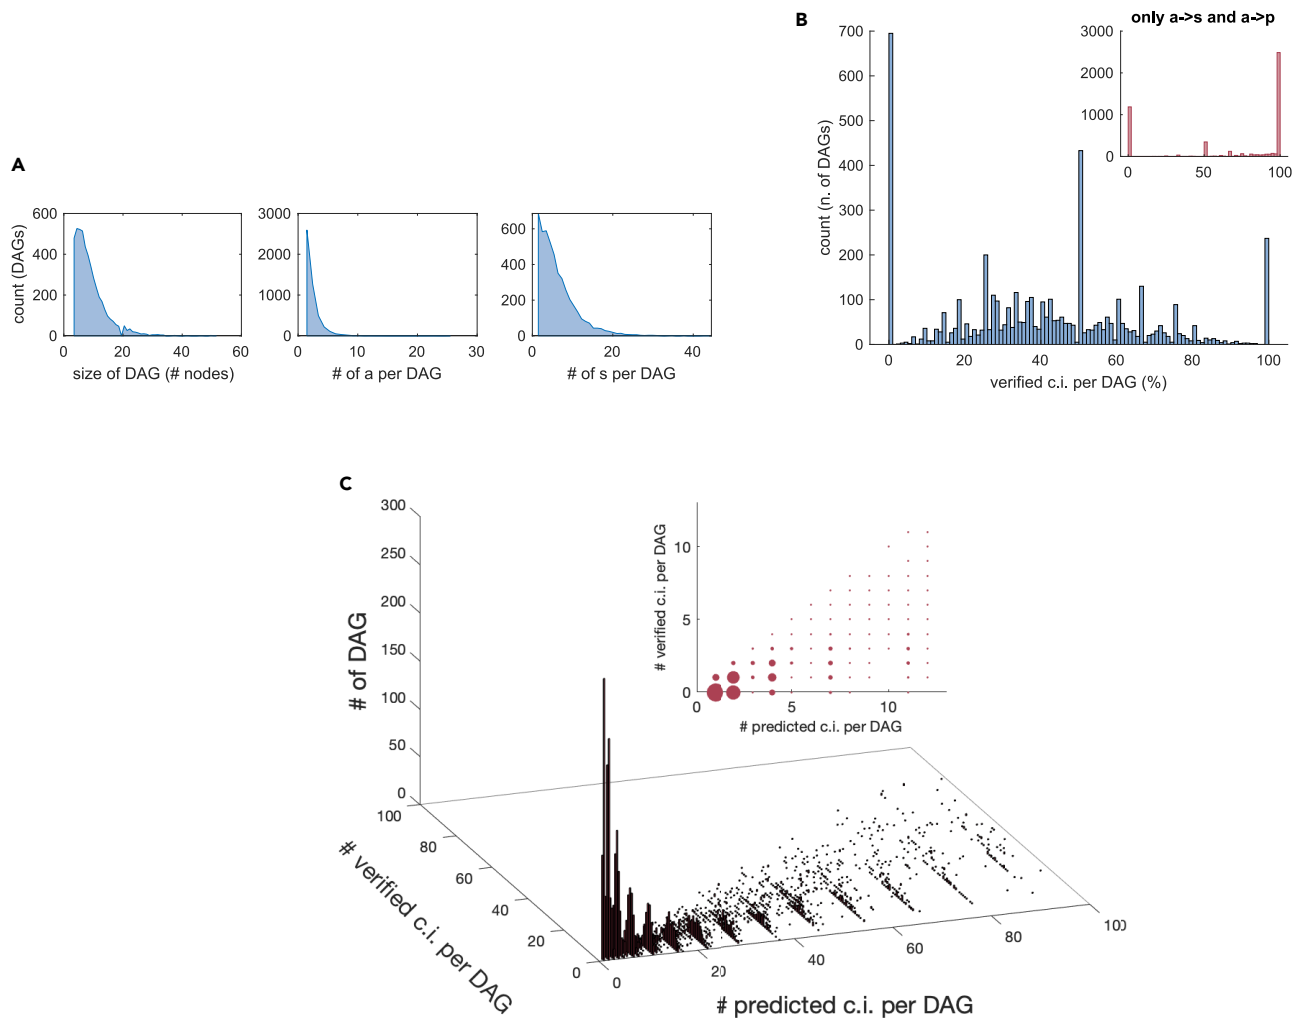 B
only a->s and a->p
700
600
500
400
300
200
100
0
count (n. of DAGs)
0 20 40 60 80 100
verified c.i. per DAG (%)
3000
2000
1000
0
0 50 100
A
600
400
200
0
count (DAGs)
0 20 40 60
size of DAG (# nodes)
3000
2000
1000
0
0 10 20 30
# of a per DAG
600
400
200
0
0 20 40
# of s per DAG
C
300
250
200
150
100
50
0
# of DAG
100
80
60
40
20
0
# verified c.i. per DAG
0 20 40 60 80 100
# predicted c.i. per DAG
10
5
0
# verified c.i. per DAG
0 5 10
# predicted c.i. per DAG